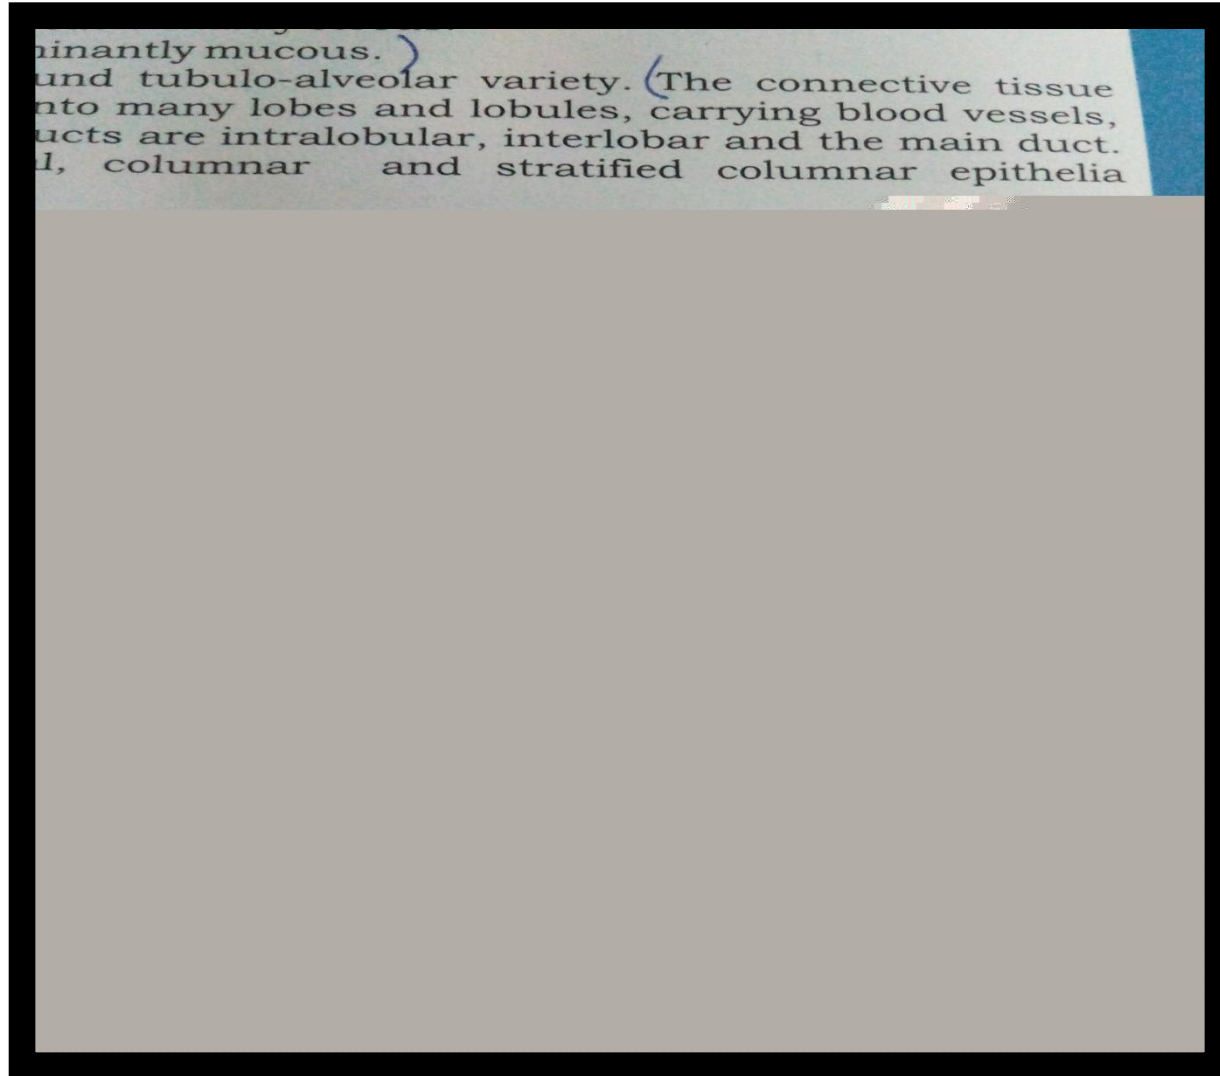 inantly mucous. )
und tubulo-alveolar variety. (The connective tissue
nto many lobes and lobules, carrying blood vessels,
ucts are intralobular, interlobar and the main duct.
l, columnar and stratified columnar epithelia